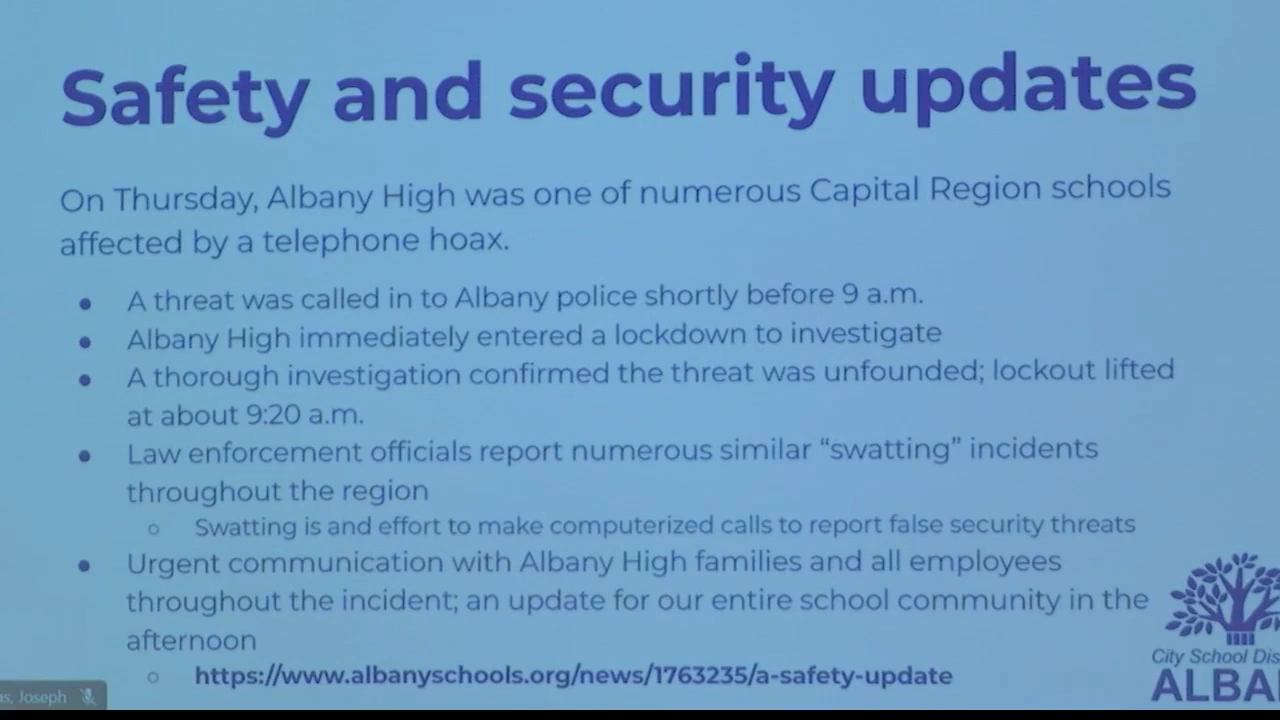 Safety and security updates
On Thursday, Albany High was one of numerous Capital Region schools
affected by a telephone hoax.
● A threat was called in to Albany police shortly before 9 a.m.
● Albany High immediately entered a lockdown to investigate
● A thorough investigation confirmed the threat was unfounded; lockout lifted
at about 9:20 a.m.
● Law enforcement officials report numerous similar “swatting” incidents
throughout the region
○ Swatting is and effort to make computerized calls to report false security threats
● Urgent communication with Albany High families and all employees
throughout the incident; an update for our entire school community in the
afternoon
○ https://www.albanyschools.org/news/1763235/a-safety-update
City School Dis
ALBA
as, Joseph